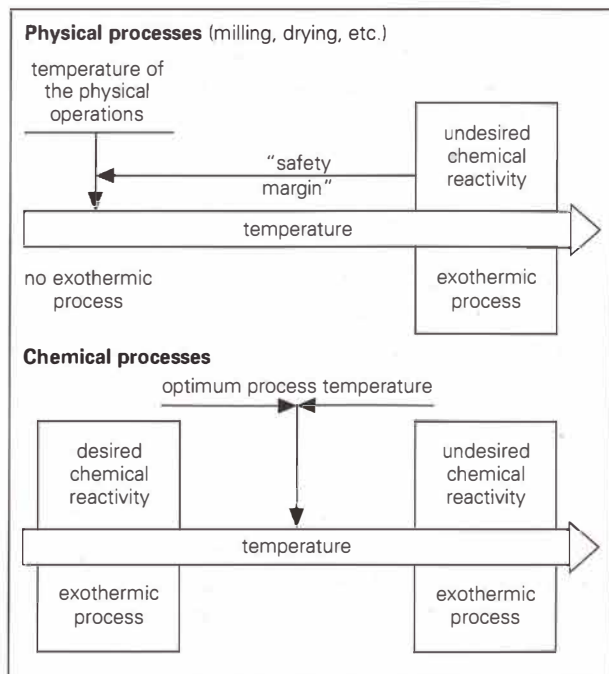 Physical processes (milling, drying, etc.)
temperature of
the physical
operations
"safety
margin"
undesired
chemical
reactivity
temperature
no exothermic
process
exothermic
process
Chemical processes
optimum process temperature
desired
chemical
reactivity
undesired
chemical
reactivity
temperature
exothermic
process
exothermic
process